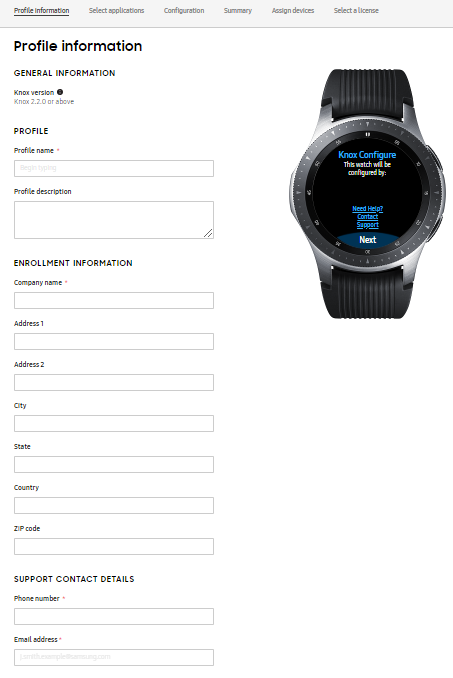 Profile information Select applications Configuration Summary Assign devices Select a license
Profile information
GENERAL INFORMATION
Knox version
Knox 2.2.0 or above
PROFILE
Profile name *
Begin typing
Profile description
ENROLLMENT INFORMATION
Company name *
Address 1
Address 2
City
State
Country
ZIP code
SUPPORT CONTACT DETAILS
Phone number *
Email address *
Knox Configure
This watch will be
configured by:
Need Help?
Contact
Support
Next